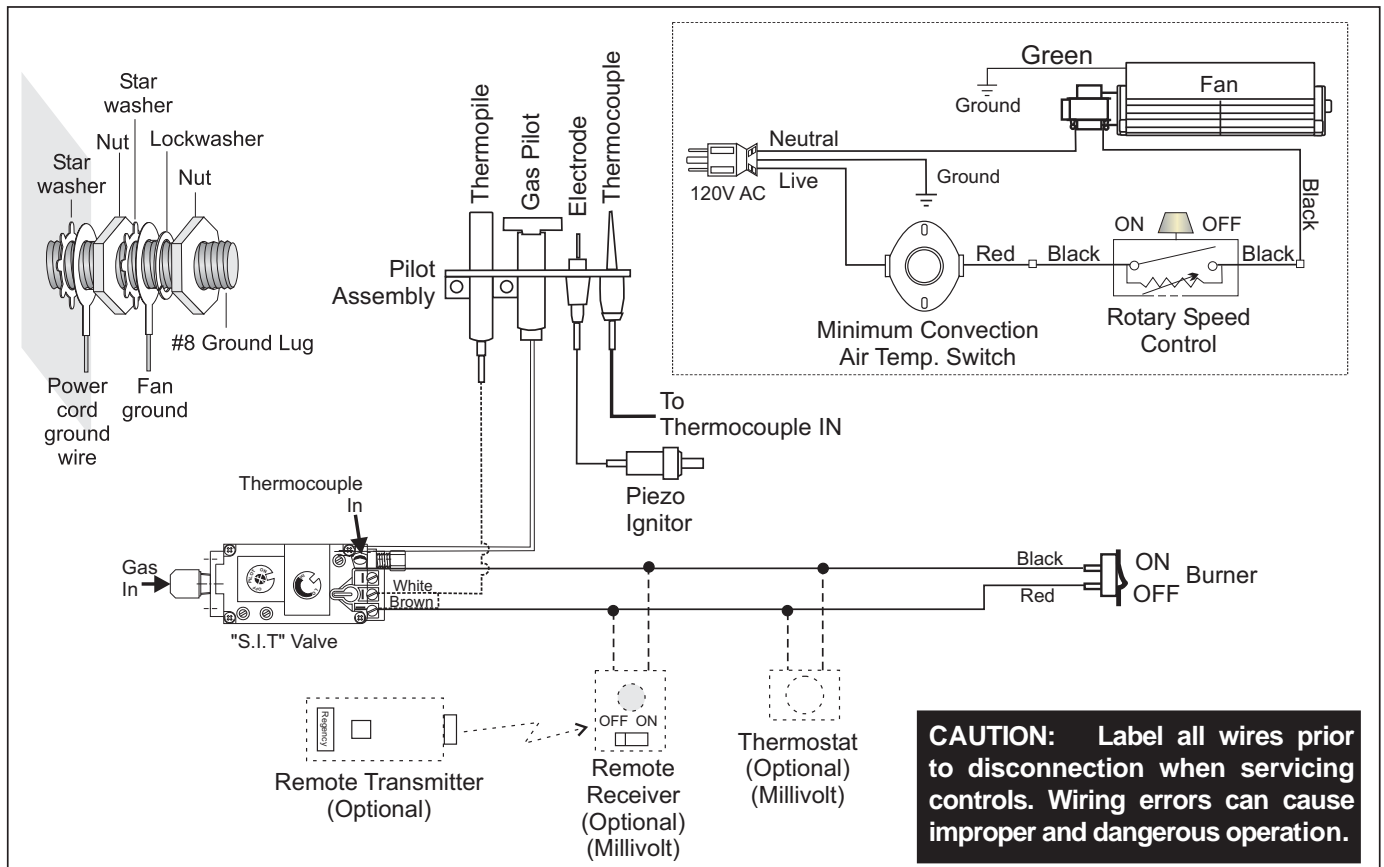 Star
washer
Nut
Lockwasher
Star
washer
Nut
#8 Ground Lug
Power
cord
ground
wire
Fan
ground
Thermopile
Gas Pilot
Electrode
Thermocouple
Pilot
Assembly
To
Thermocouple IN
Piezo
Ignitor
Green
Ground
Fan
Neutral
Live
120V AC
Ground
Black
ON OFF
Red
Black
Black
Minimum Convection
Air Temp. Switch
Rotary Speed
Control
Thermocouple
In
Gas
In
White
Brown
"S.I.T" Valve
Black
Red
ON
OFF
Burner
Regency
Remote Transmitter
(Optional)
OFF ON
Remote
Receiver
(Optional)
(Millivolt)
Thermostat
(Optional)
(Millivolt)
CAUTION: Label all wires prior
to disconnection when servicing
controls. Wiring errors can cause
improper and dangerous operation.